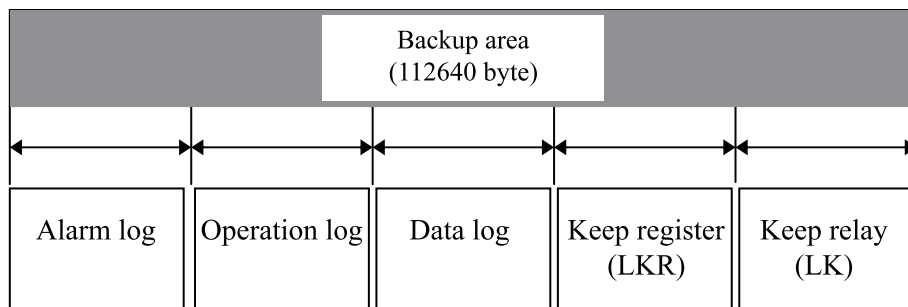 Backup area
(112640 byte)
Alarm log
Operation log
Data log
Keep register
(LKR)
Keep relay
(LK)